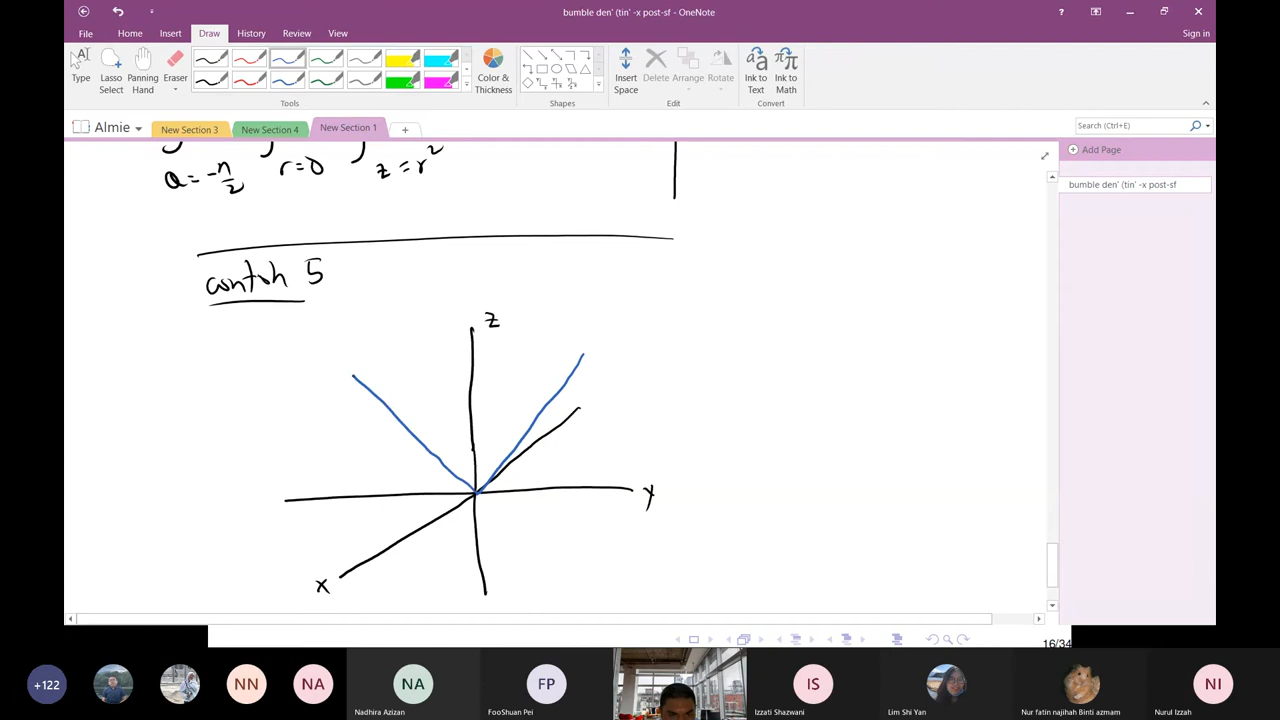 bumble den' (tin' -x post-sf - OneNote
? Sign in
File Home Insert Draw History Review View
Type Lasso Select Panning Hand Eraser Color & Thickness Insert Space Delete Arrange Rotate Ink to Text Ink to Math
Tools Shapes Edit Convert
Almie New Section 3 New Section 4 New Section 1 + Search (Ctrl+E)
Add Page
bumble den' (tin' -x post-sf
r=0 z=r²
contoh 5
z
y
x
16/34
+122 NN NA NA FP IS NI
Nadhira Azizan FooShuan Pei Izzati Shazwani Lim Shi Yan Nur fatin najihah Binti azmam Nurul Izzah